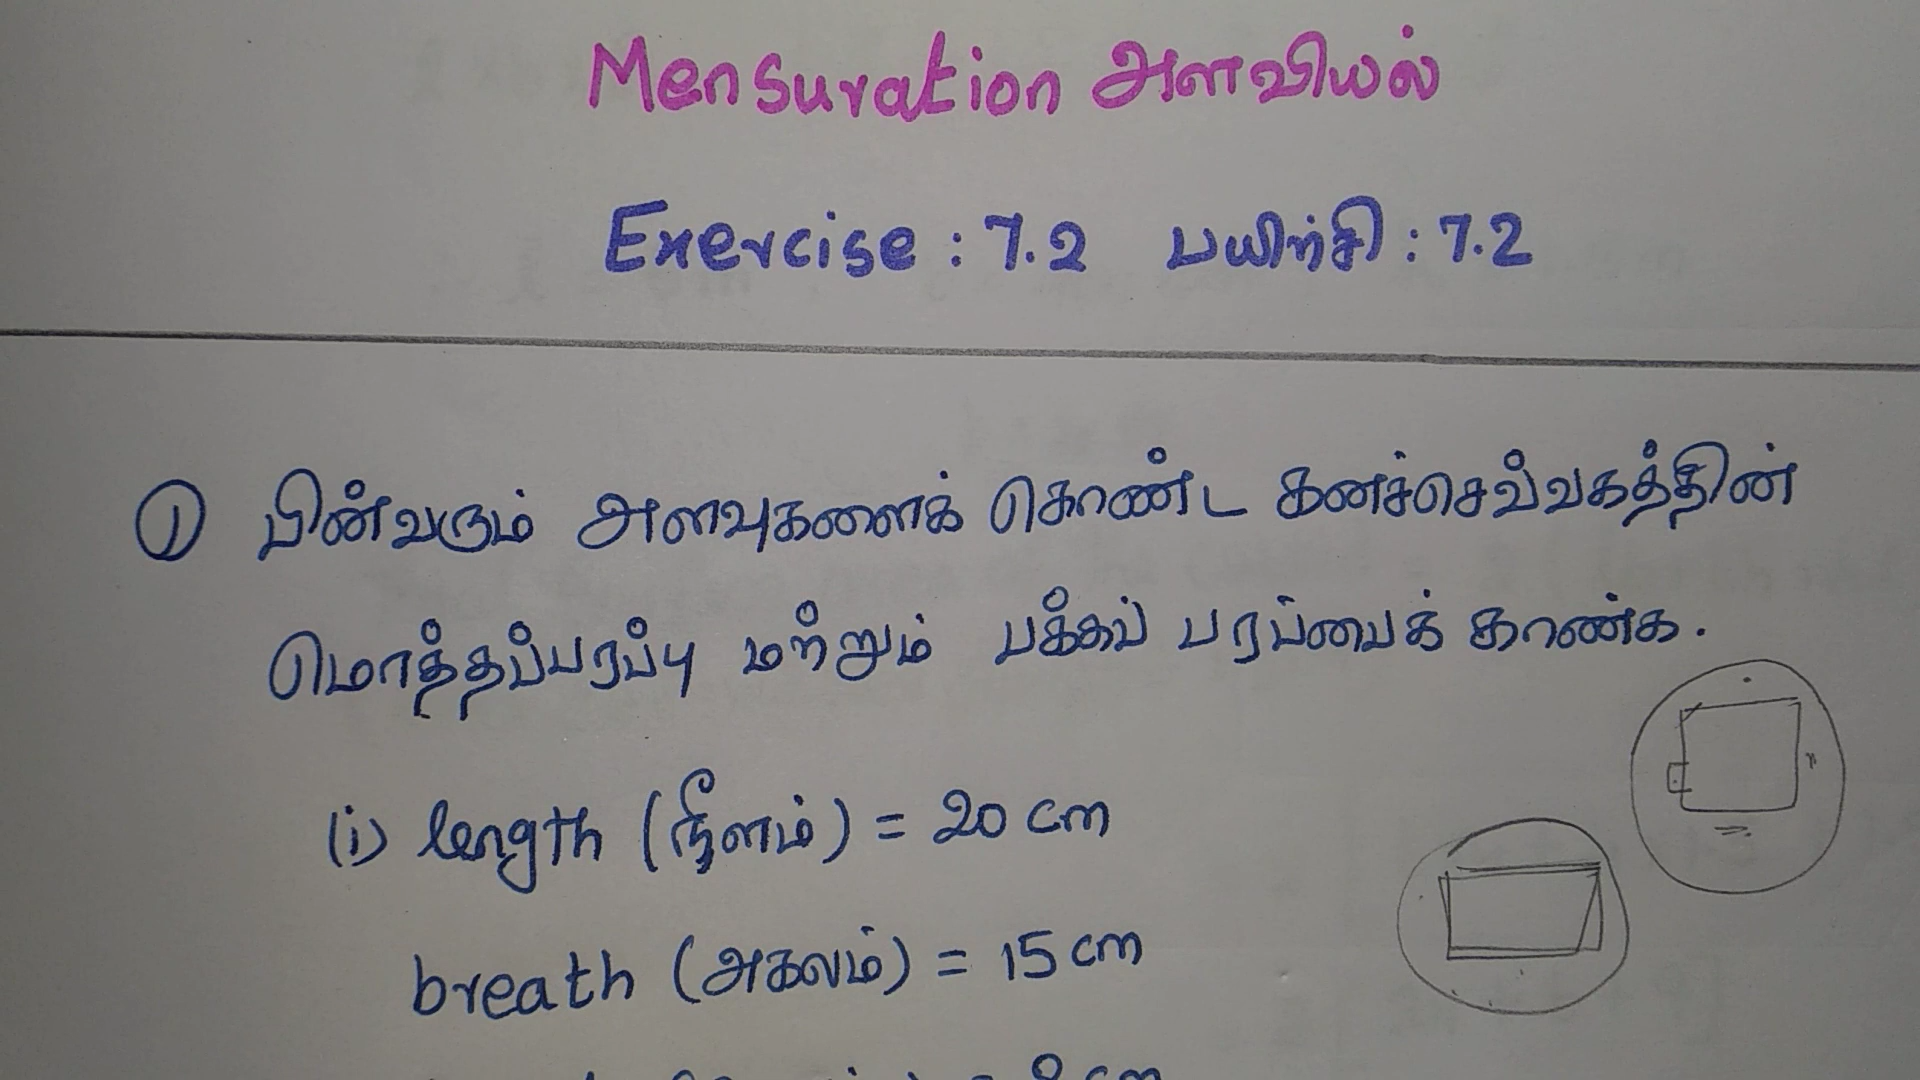 Mensuration அளவியல்
Exercise : 7.2 பயிற்சி : 7.2
① பின்வரும் அளவுகளைக் கொண்ட கனச்செவ்வகத்தின்
மொத்தப்பரப்பு மற்றும் பக்கப் பரப்பைக் காண்க.
(i) length (நீளம்) = 20 cm
breath (அகலம்) = 15 cm